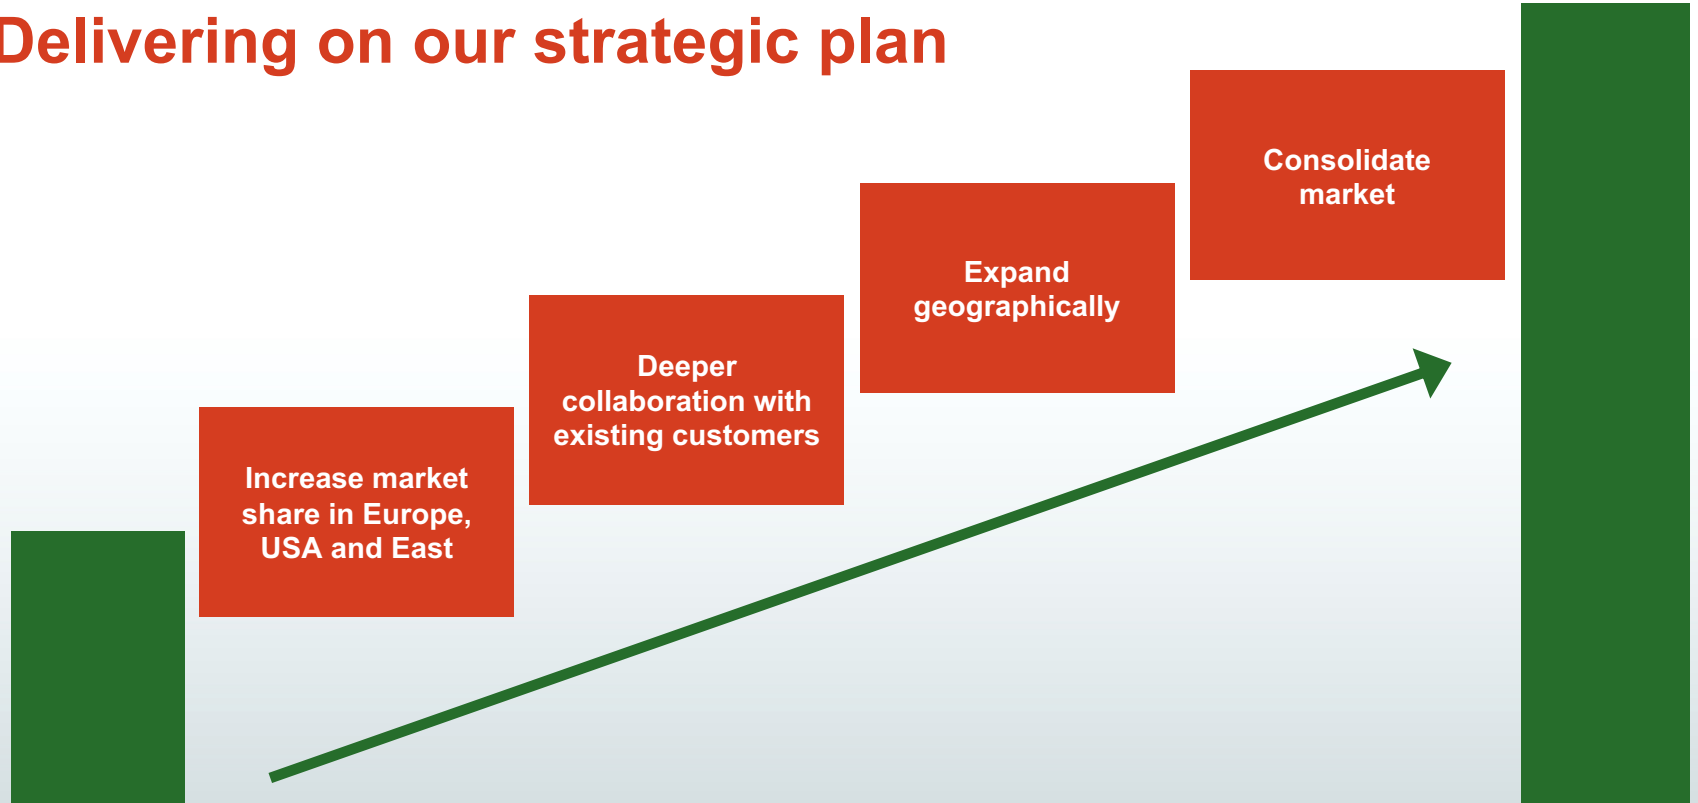 Delivering on our strategic plan
Increase market
share in Europe,
USA and East
Deeper
collaboration with
existing customers
Expand
geographically
Consolidate
market